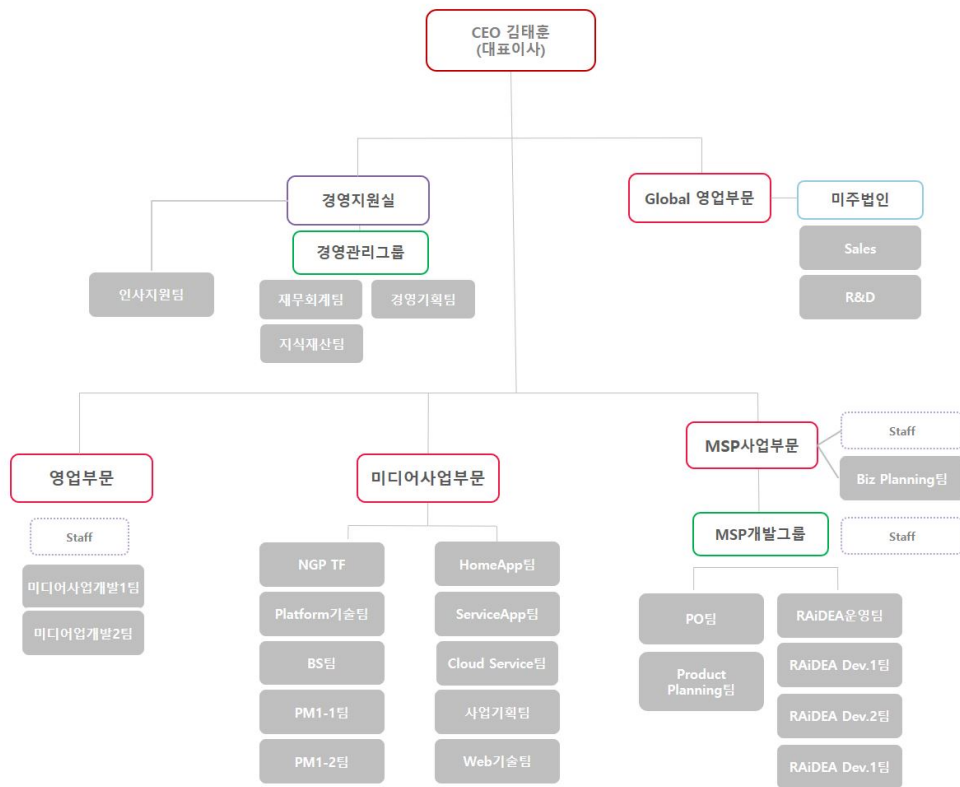 CEO 김태훈
(대표이사)
경영지원실
Global 영업부문
미주법인
경영관리그룹
Sales
인사지원팀
재무회계팀
경영기획팀
R&D
지식재산팀
영업부문
미디어사업부문
MSP사업부문
Staff
Biz Planning팀
Staff
MSP개발그룹
Staff
미디어사업개발1팀
미디어업개발2팀
NGP TF
HomeApp팀
Platform기술팀
ServiceApp팀
BS팀
Cloud Service팀
PM1-1팀
사업기획팀
PM1-2팀
Web기술팀
PO팀
RAiDEA운영팀
Product
Planning팀
RAiDEA Dev.1팀
RAiDEA Dev.2팀
RAiDEA Dev.1팀